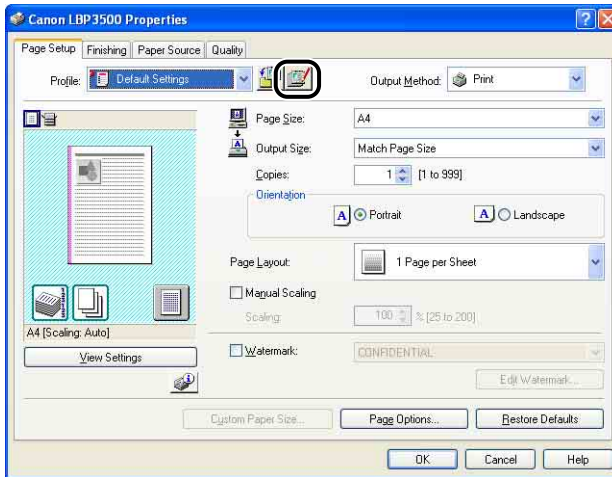 Canon LBP3500 Properties
Page Setup Finishing Paper Source Quality
Profile: Default Settings Output Method: Print
Page Size: A4
Output Size: Match Page Size
Copies: 1 [1 to 999]
Orientation
A Portrait A Landscape
Page Layout: 1 Page per Sheet
Manual Scaling
Scaling: 100 % [25 to 200]
A4 [Scaling: Auto]
View Settings
Watermark: CONFIDENTIAL
Edit Watermark...
Custom Paper Size... Page Options... Restore Defaults
OK Cancel Help